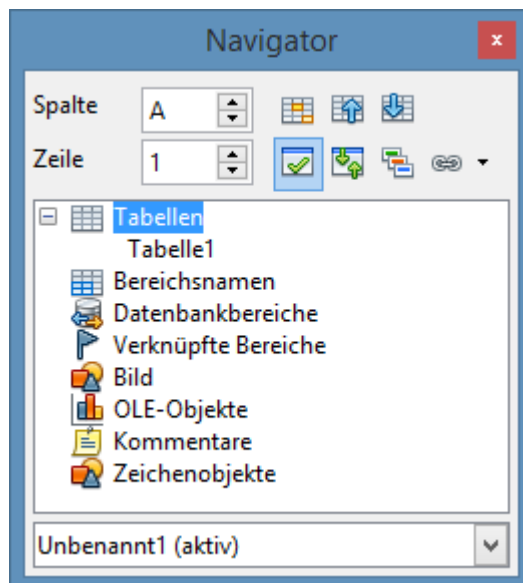 Navigator
Spalte A
Zeile 1
Tabellen
Tabelle1
Bereichsnamen
Datenbankbereiche
Verknüpfte Bereiche
Bild
OLE-Objekte
Kommentare
Zeichenobjekte
Unbenannt1 (aktiv)